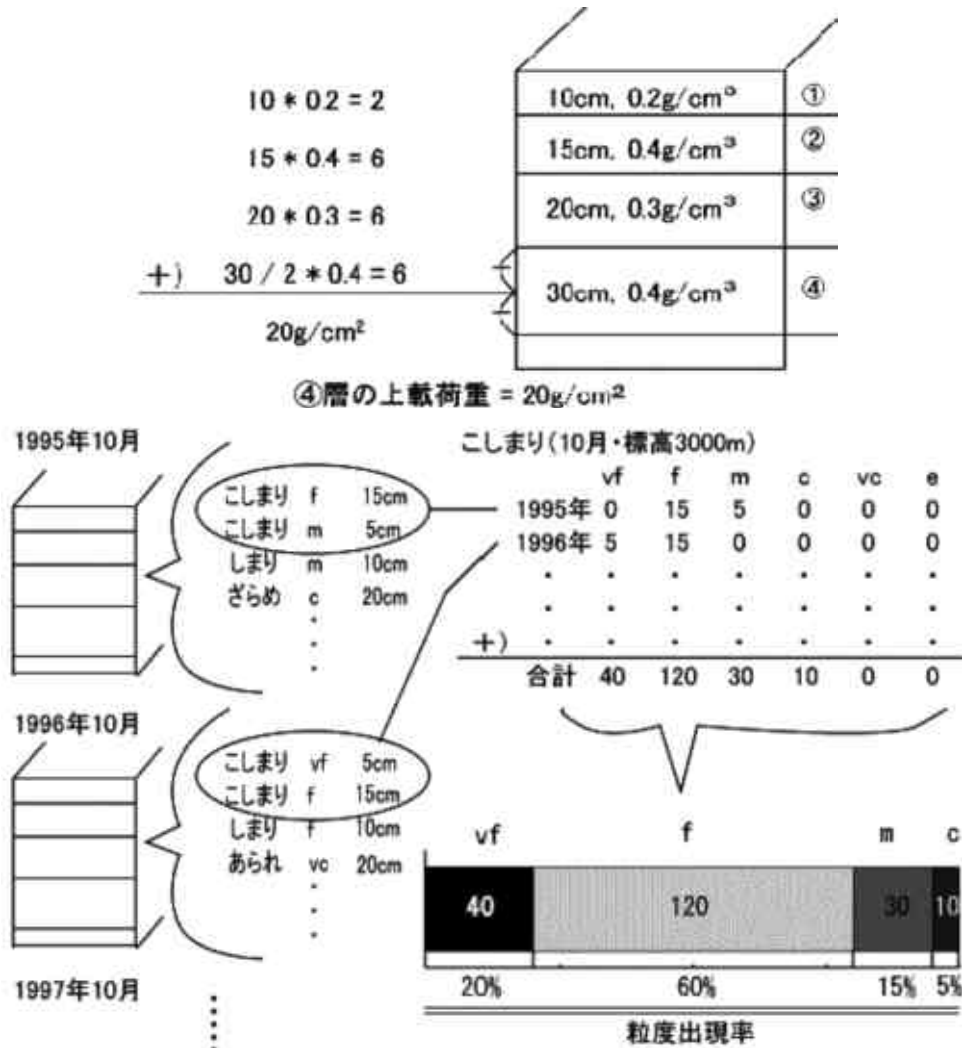 10 * 0.2 = 2
15 * 0.4 = 6
20 * 0.3 = 6
+) 30 / 2 * 0.4 = 6
20g/cm²
10cm, 0.2g/cm³ ①
15cm, 0.4g/cm³ ②
20cm, 0.3g/cm³ ③
30cm, 0.4g/cm³ ④
④層の上載荷重 = 20g/cm²
1995年10月
こしまり f 15cm
こしまり m 5cm
しまり m 10cm
ざらめ c 20cm
1996年10月
こしまり vf 5cm
こしまり f 15cm
しまり f 10cm
あられ vc 20cm
1997年10月
こしまり(10月・標高3000m)
vf f m c vc e
1995年 0 15 5 0 0 0
1996年 5 15 0 0 0 0
+)
合計 40 120 30 10 0 0
vf f m c
40 120 30 10
20% 60% 15% 5%
粒度出現率